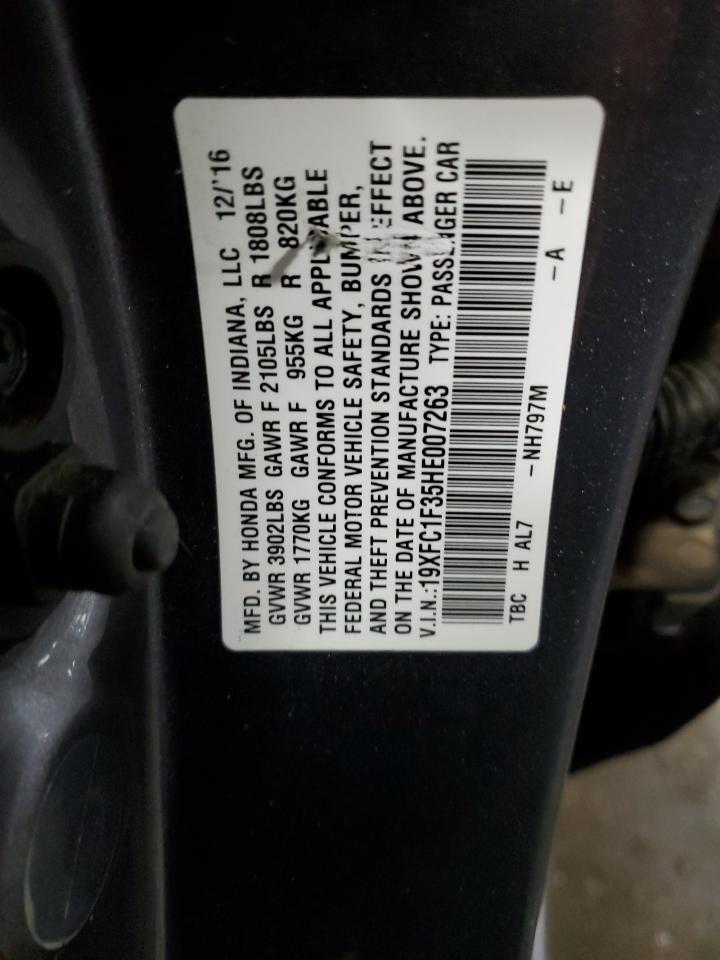 MFD. BY HONDA MFG. OF INDIANA, LLC 12/'16
GVWR 3902LBS GAWR F 2105LBS R 1808LBS
GVWR 1770KG GAWR F 955KG R 820KG
THIS VEHICLE CONFORMS TO ALL APPLICABLE
FEDERAL MOTOR VEHICLE SAFETY, BUMPER,
AND THEFT PREVENTION STANDARDS IN EFFECT
ON THE DATE OF MANUFACTURE SHOWN ABOVE.
V.I.N.:19XFC1F35HE007263 TYPE: PASSENGER CAR
TBC H AL7 -NH797M -A -E